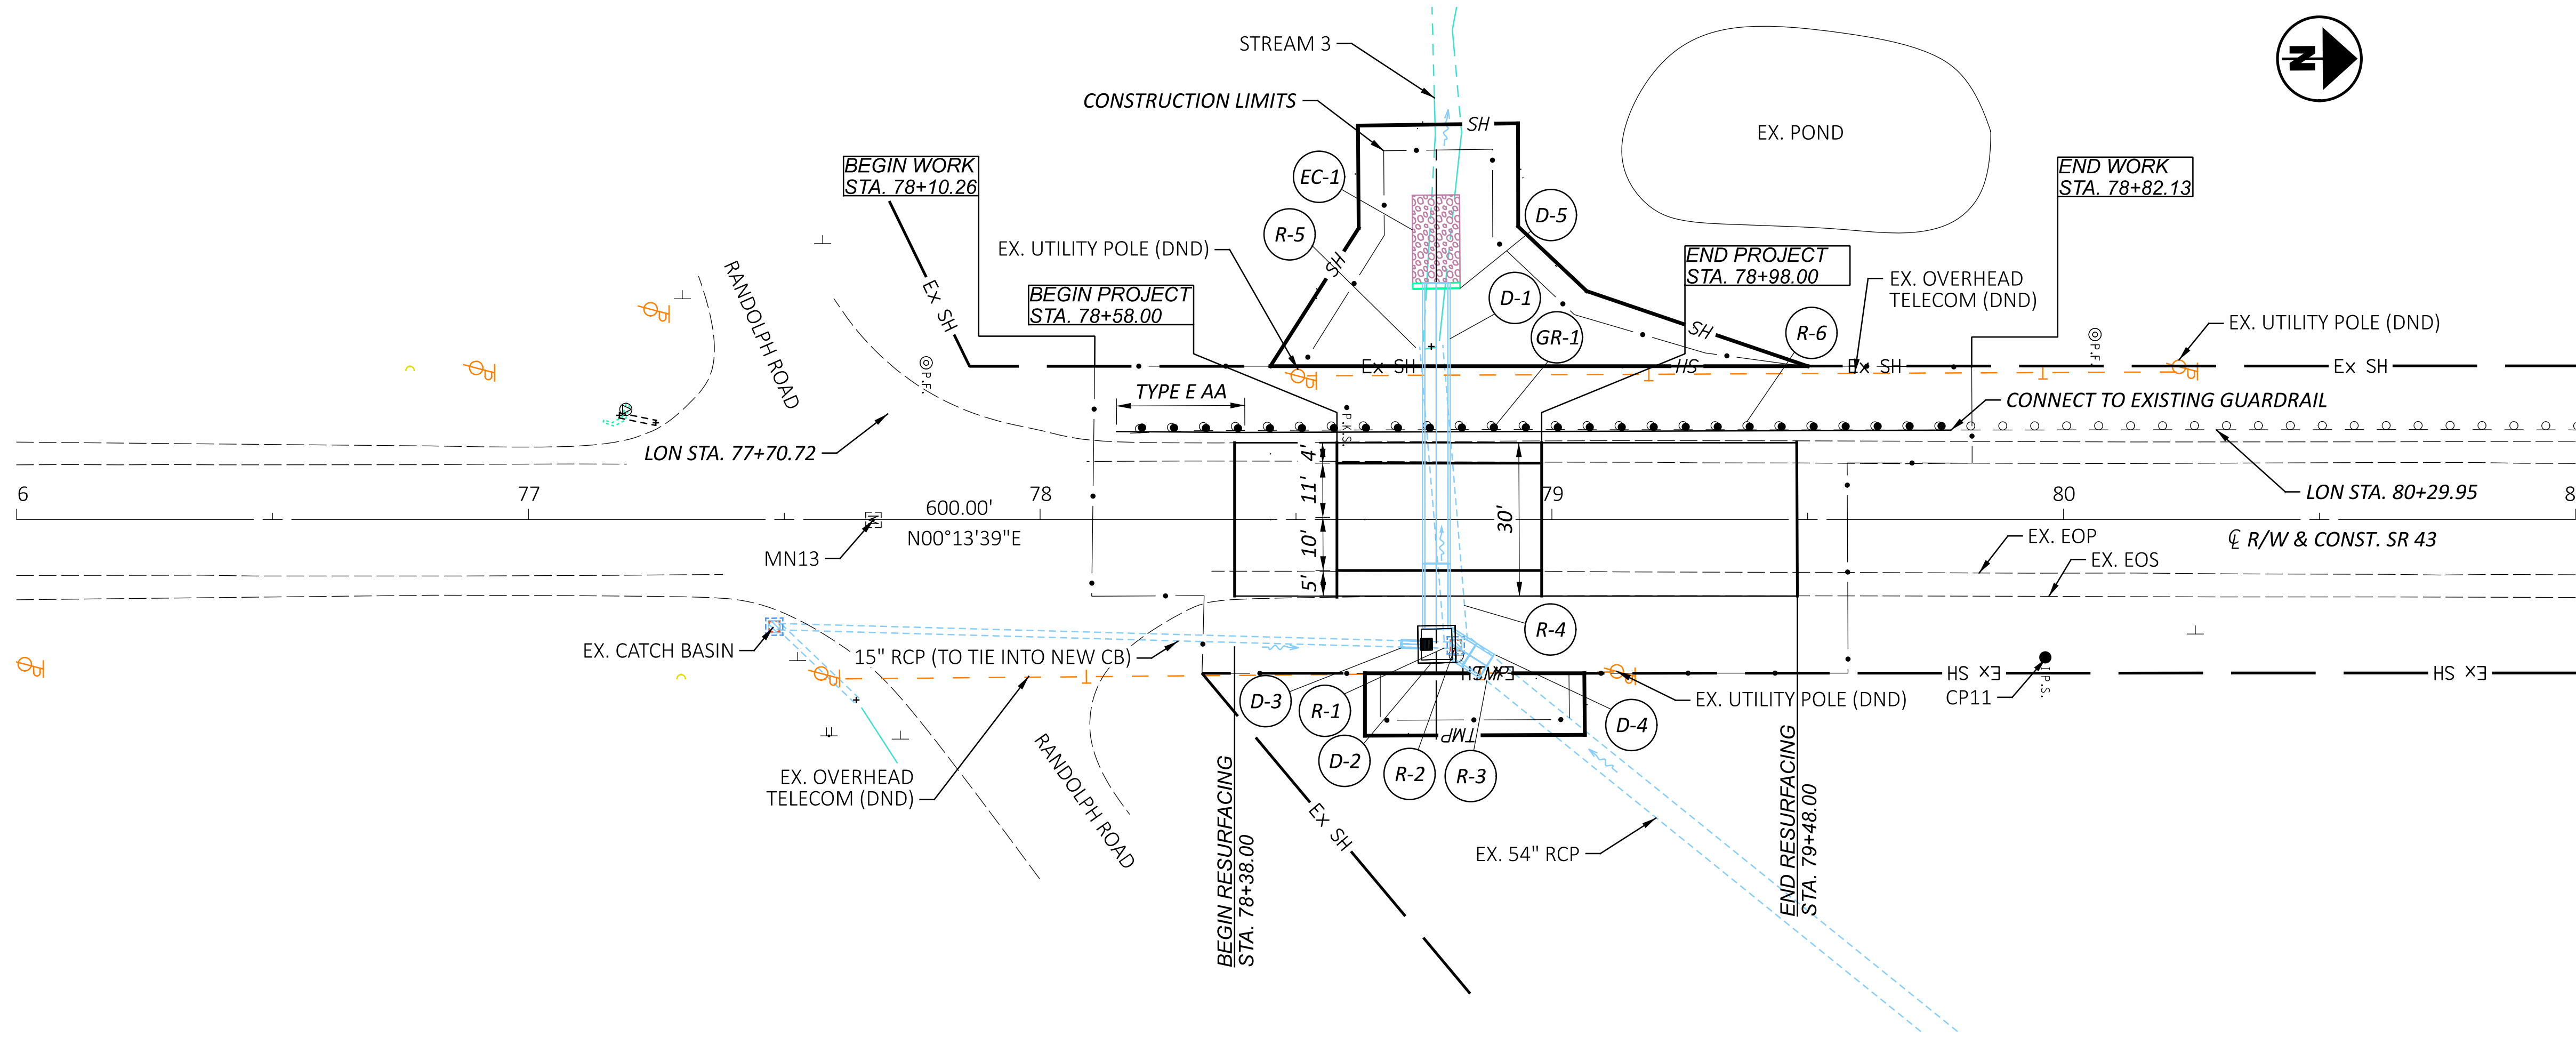 STREAM 3
N
CONSTRUCTION LIMITS
SH
EX. POND
BEGIN WORK
STA. 78+10.26
END WORK
STA. 78+82.13
EC-1
D-5
R-5
EX. UTILITY POLE (DND)
SH
RANDOLPH ROAD
Ex SH
END PROJECT
STA. 78+98.00
EX. OVERHEAD
TELECOM (DND)
BEGIN PROJECT
STA. 78+58.00
D-1
GR-1
SH
R-6
EX. UTILITY POLE (DND)
P.F.
P.F.
Ex SH
SH
Ex SH
Ex SH
TYPE E AA
P.K.S.
CONNECT TO EXISTING GUARDRAIL
LON STA. 77+70.72
4'
11'
10'
5'
30'
LON STA. 80+29.95
6
77
78
79
80
8
600.00'
N00°13'39"E
MN13
EX. EOP
℄ R/W & CONST. SR 43
EX. EOS
R-4
EX. CATCH BASIN
15" RCP (TO TIE INTO NEW CB)
Ex SH
Ex SH
I.P.S.
CP11
D-3
R-1
EX. UTILITY POLE (DND)
D-4
TMP
D-2
R-2
R-3
RANDOLPH ROAD
EX. OVERHEAD
TELECOM (DND)
Ex SH
BEGIN RESURFACING
STA. 78+38.00
END RESURFACING
STA. 79+48.00
EX. 54" RCP